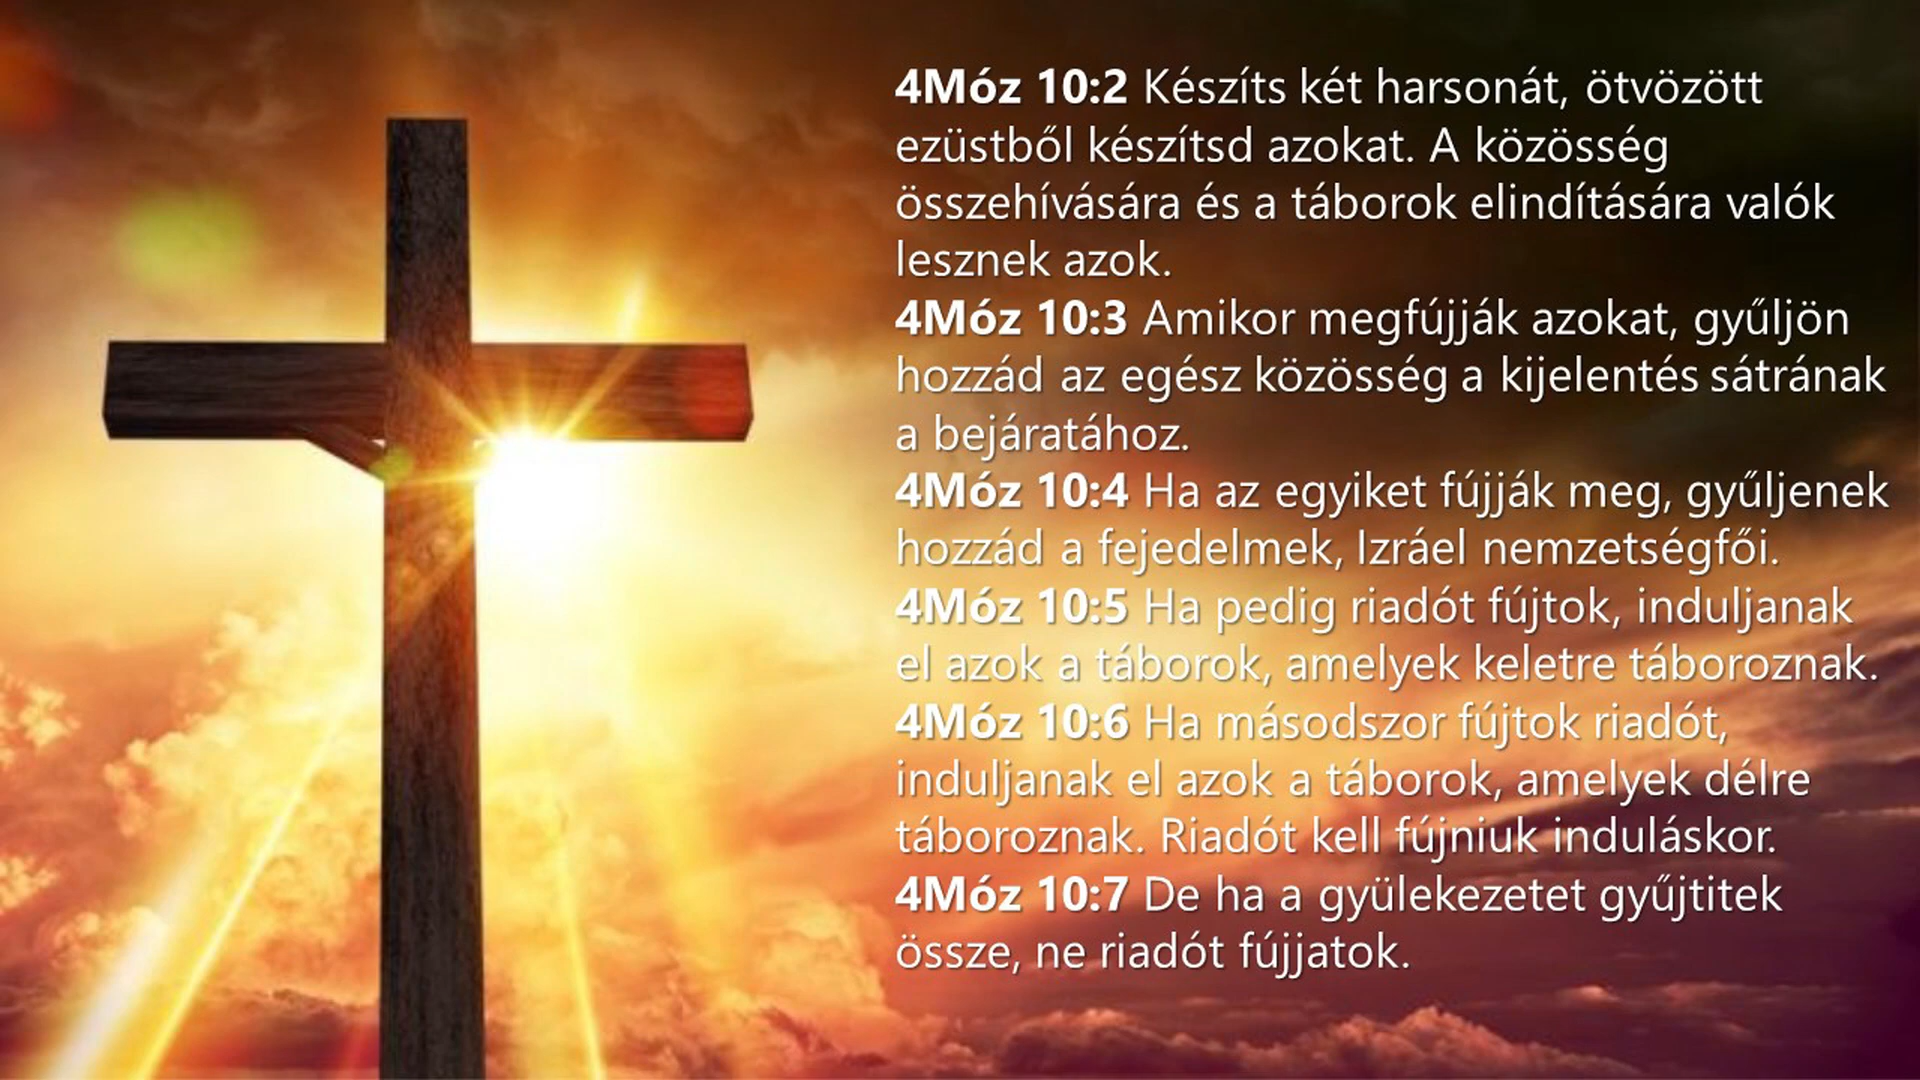 4Móz 10:2 Készíts két harsonát, ötvözött
ezüstből készítsd azokat. A közösség
összehívására és a táborok elindítására valók
lesznek azok.
4Móz 10:3 Amikor megfújják azokat, gyűljön
hozzád az egész közösség a kijelentés sátrának
a bejáratához.
4Móz 10:4 Ha az egyiket fújják meg, gyűljenek
hozzád a fejedelmek, Izráel nemzetségfői.
4Móz 10:5 Ha pedig riadót fújtok, induljanak
el azok a táborok, amelyek keletre táboroznak.
4Móz 10:6 Ha másodszor fújtok riadót,
induljanak el azok a táborok, amelyek délre
táboroznak. Riadót kell fújniuk induláskor.
4Móz 10:7 De ha a gyülekezetet gyűjtitek
össze, ne riadót fújjatok.